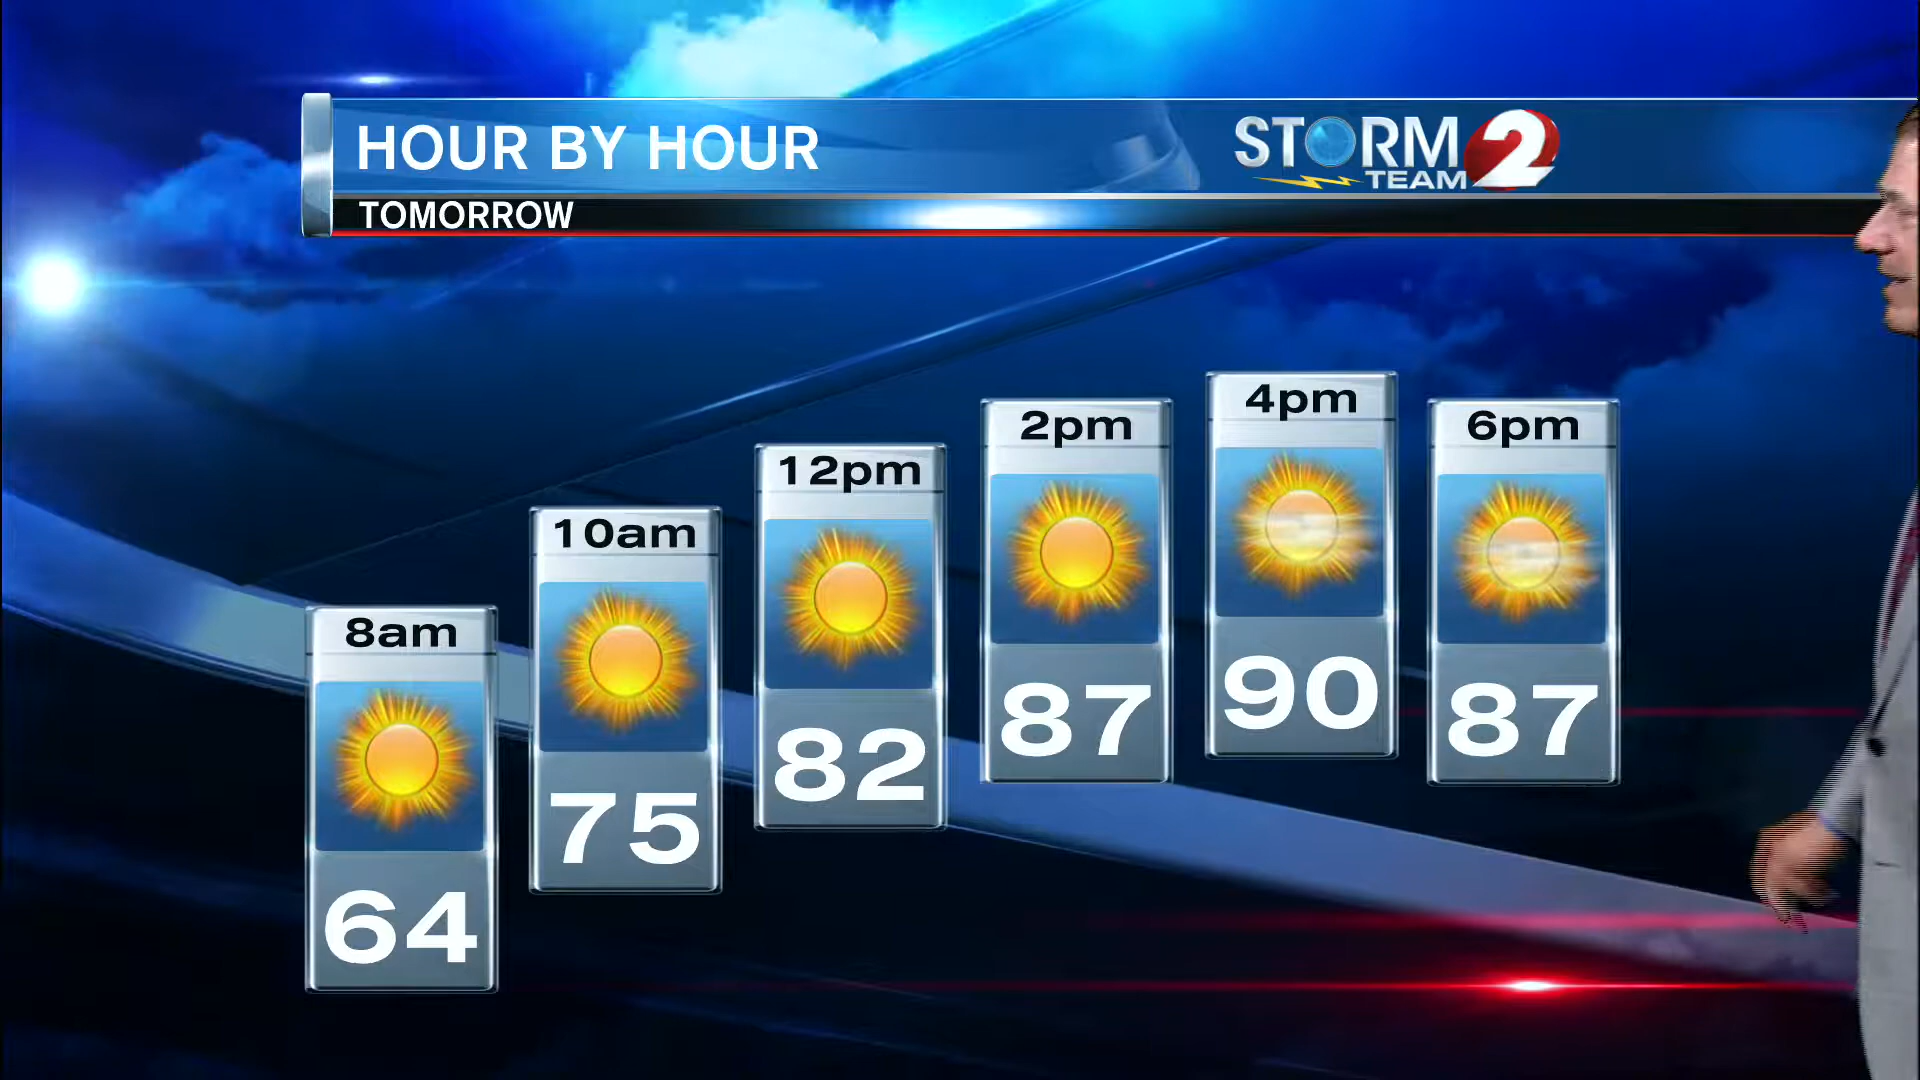 HOUR BY HOUR
STORM
TEAM 2
TOMORROW
8am
64
10am
75
12pm
82
2pm
87
4pm
90
6pm
87